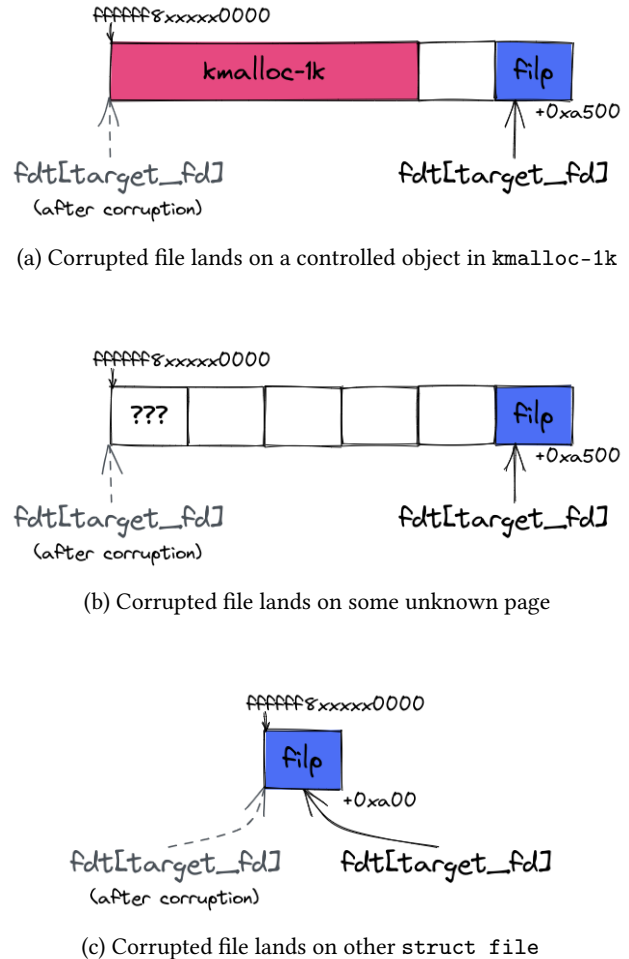 ffffff8xxxxx0000
kmalloc-1k
filp
+0xa500
fdt[target_fd]
fdt[target_fd]
(after corruption)
(a) Corrupted file lands on a controlled object in kmalloc-1k
ffffff8xxxxx0000
???
filp
+0xa500
fdt[target_fd]
fdt[target_fd]
(after corruption)
(b) Corrupted file lands on some unknown page
ffffff8xxxxx0000
filp
+0xa00
fdt[target_fd]
fdt[target_fd]
(after corruption)
(c) Corrupted file lands on other struct file